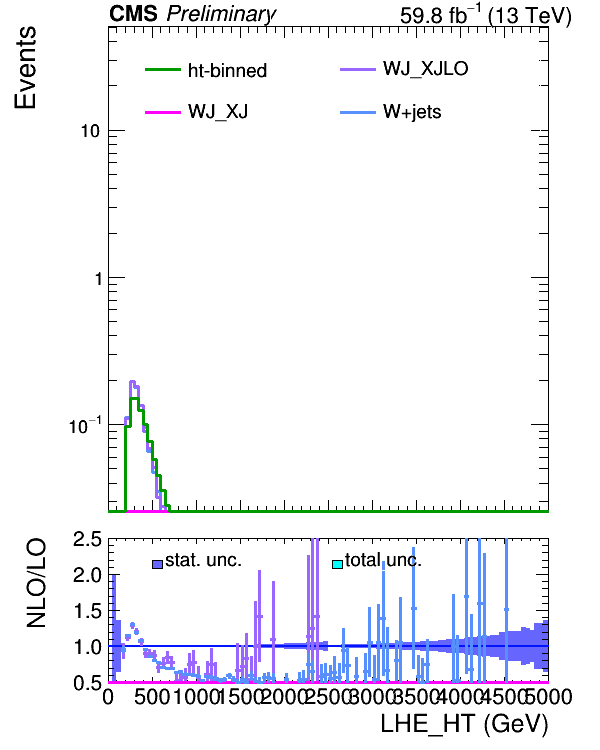 CMS Preliminary 59.8 fb⁻¹ (13 TeV)
Events
ht-binned WJ_XJLO
WJ_XJ W+jets
10
1
10⁻¹
NLO/LO
stat. unc. total unc.
2.5
2.0
1.5
1.0
0.5
0 500 1000 1500 2000 2500 3000 3500 4000 4500 5000
LHE_HT (GeV)